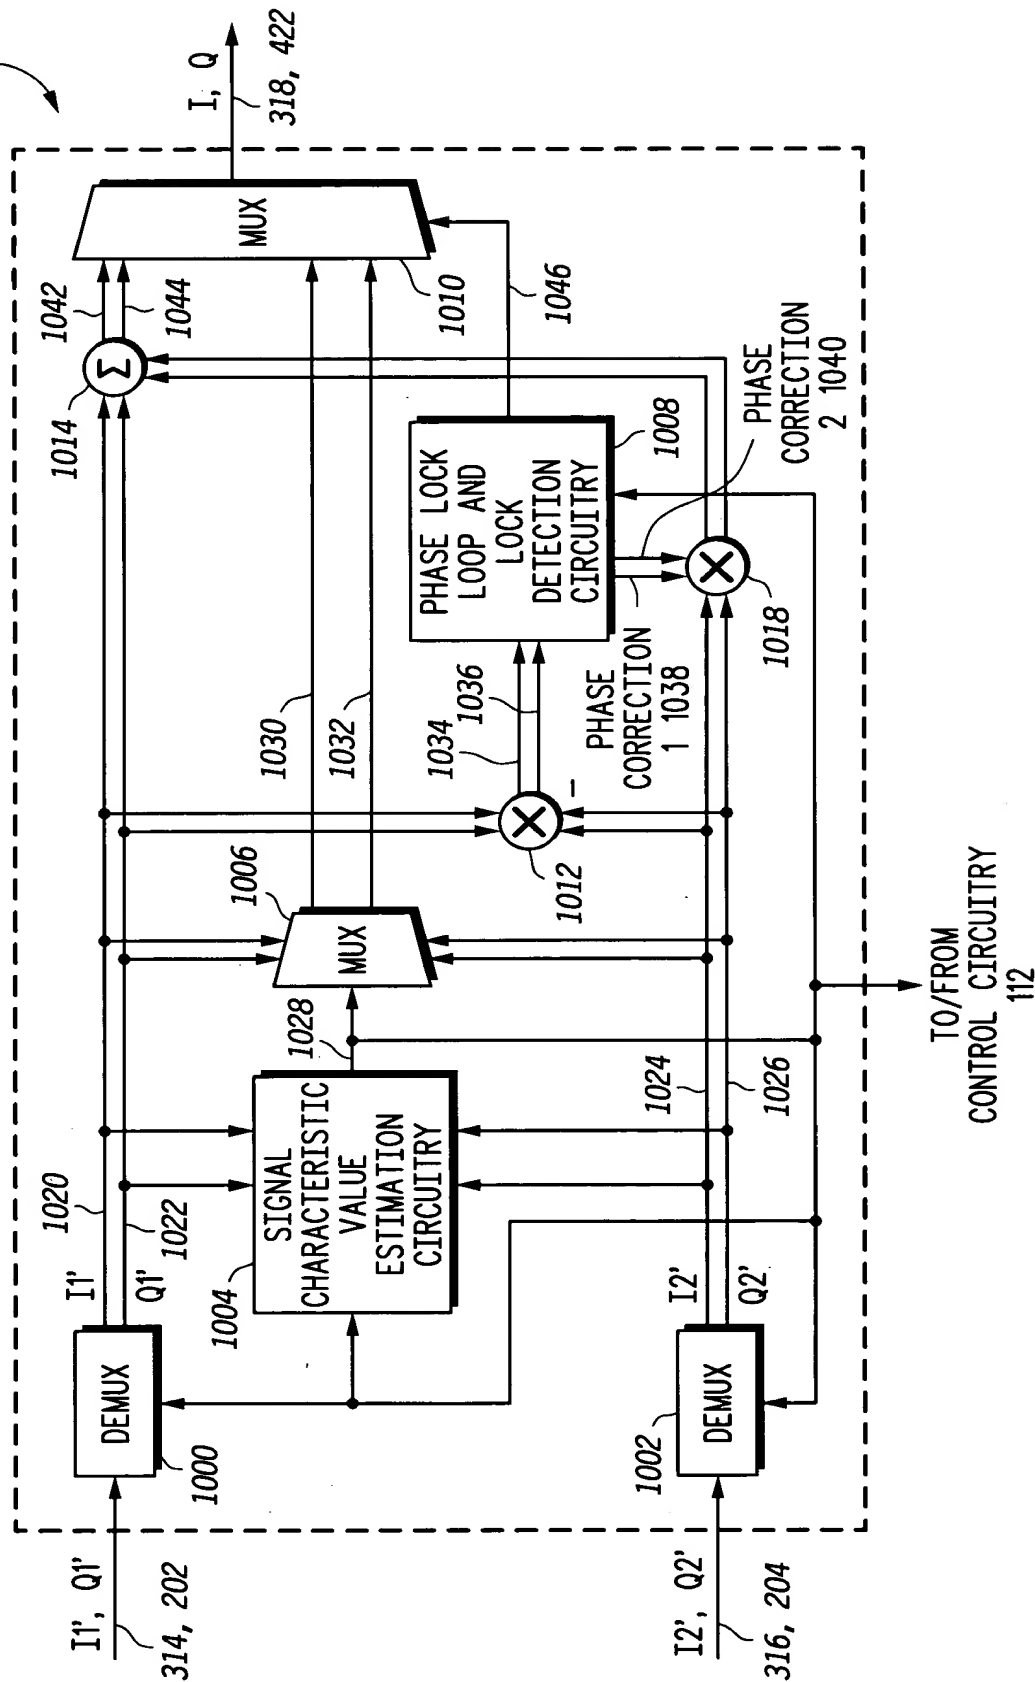 I1', Q1'
314, 202
DEMUX
1000
I1'
Q1'
1020
1022
1004
SIGNAL
CHARACTERISTIC
VALUE
ESTIMATION
CIRCUITRY
1028
1006
MUX
1030
1032
1014
Σ
1042
1044
MUX
1010
I, Q
318, 422
1012
1034
1036
PHASE LOCK
LOOP AND
LOCK
DETECTION
CIRCUITRY
1008
1046
PHASE
CORRECTION
1 1038
PHASE
CORRECTION
2 1040
1018
I2', Q2'
316, 204
1002
DEMUX
I2'
Q2'
1024
1026
TO/FROM
CONTROL CIRCUITRY
112